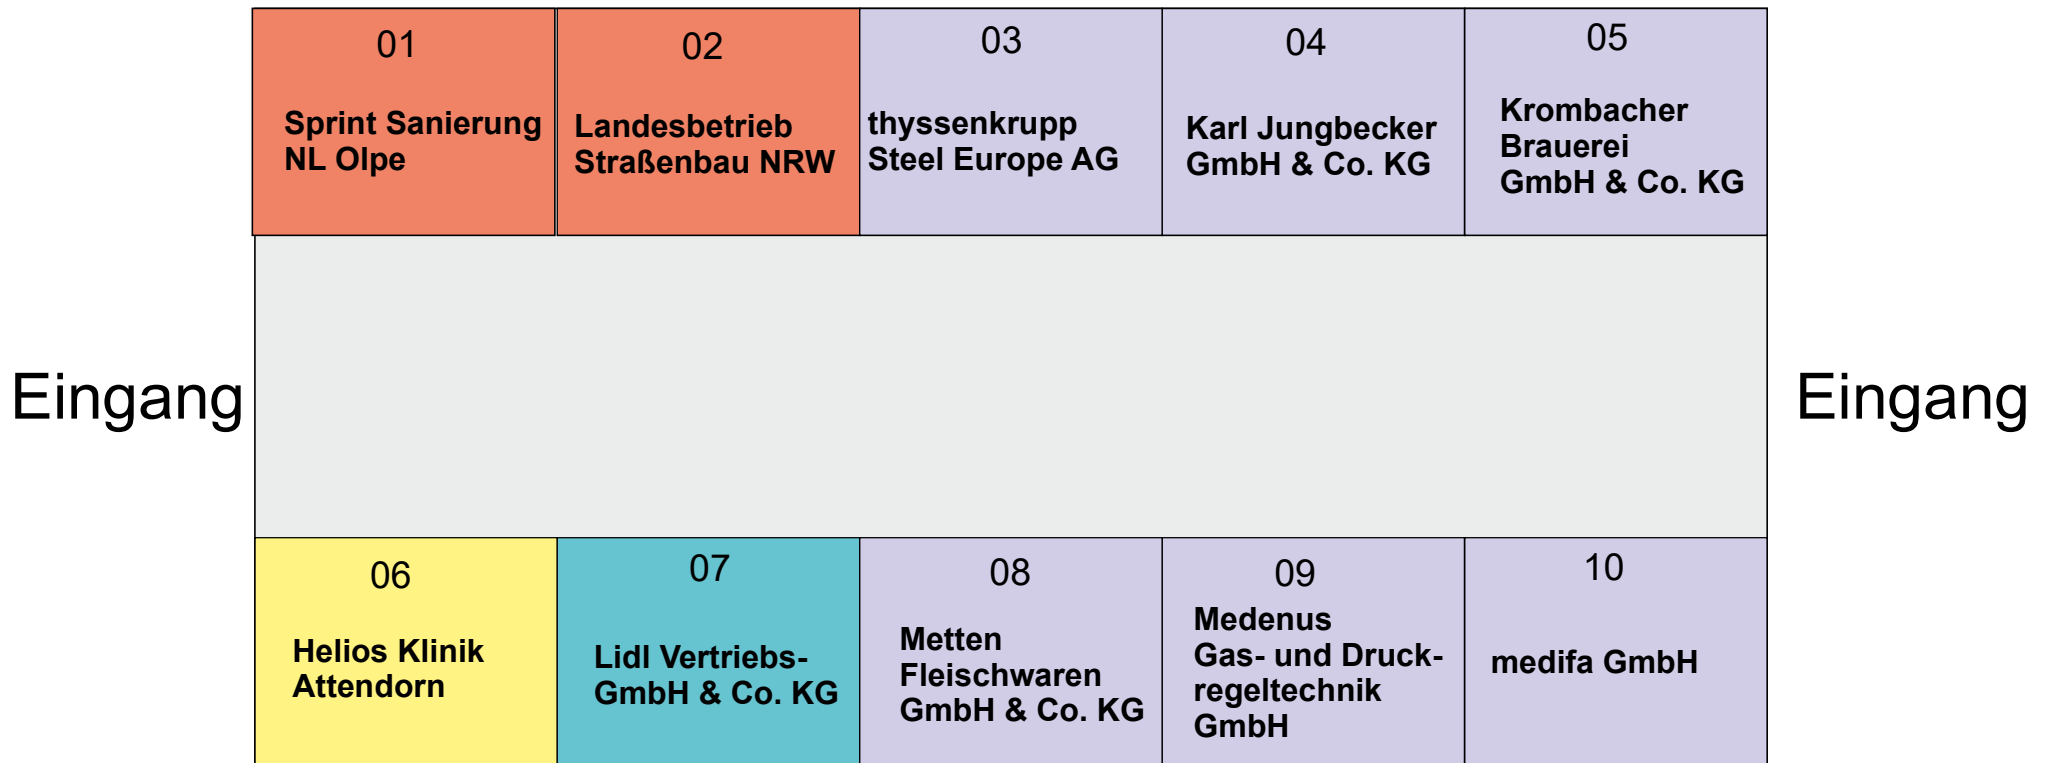 01
Sprint Sanierung
NL Olpe
02
Landesbetrieb
Straßenbau NRW
03
thyssenkrupp
Steel Europe AG
04
Karl Jungbecker
GmbH & Co. KG
05
Krombacher
Brauerei
GmbH & Co. KG
Eingang
Eingang
06
Helios Klinik
Attendorn
07
Lidl Vertriebs-
GmbH & Co. KG
08
Metten
Fleischwaren
GmbH & Co. KG
09
Medenus
Gas- und Druck-
regeltechnik
GmbH
10
medifa GmbH